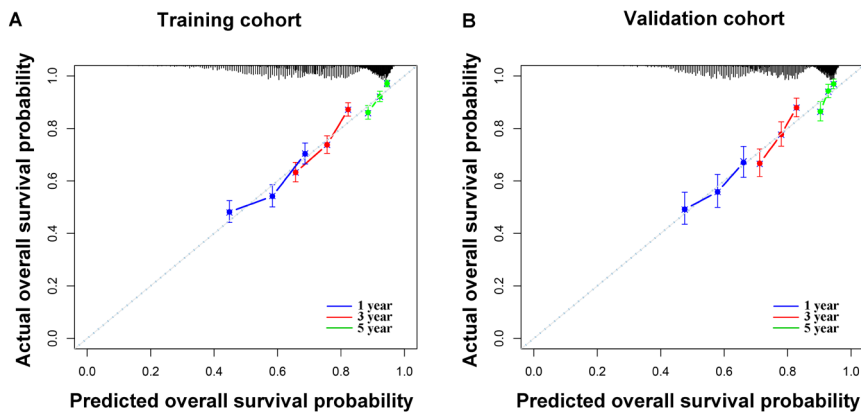 A
Training cohort
Actual overall survival probability
1.0
0.8
0.6
0.4
0.2
0.0
1 year
3 year
5 year
0.0 0.2 0.4 0.6 0.8 1.0
Predicted overall survival probability
B
Validation cohort
Actual overall survival probability
1.0
0.8
0.6
0.4
0.2
0.0
1 year
3 year
5 year
0.0 0.2 0.4 0.6 0.8 1.0
Predicted overall survival probability